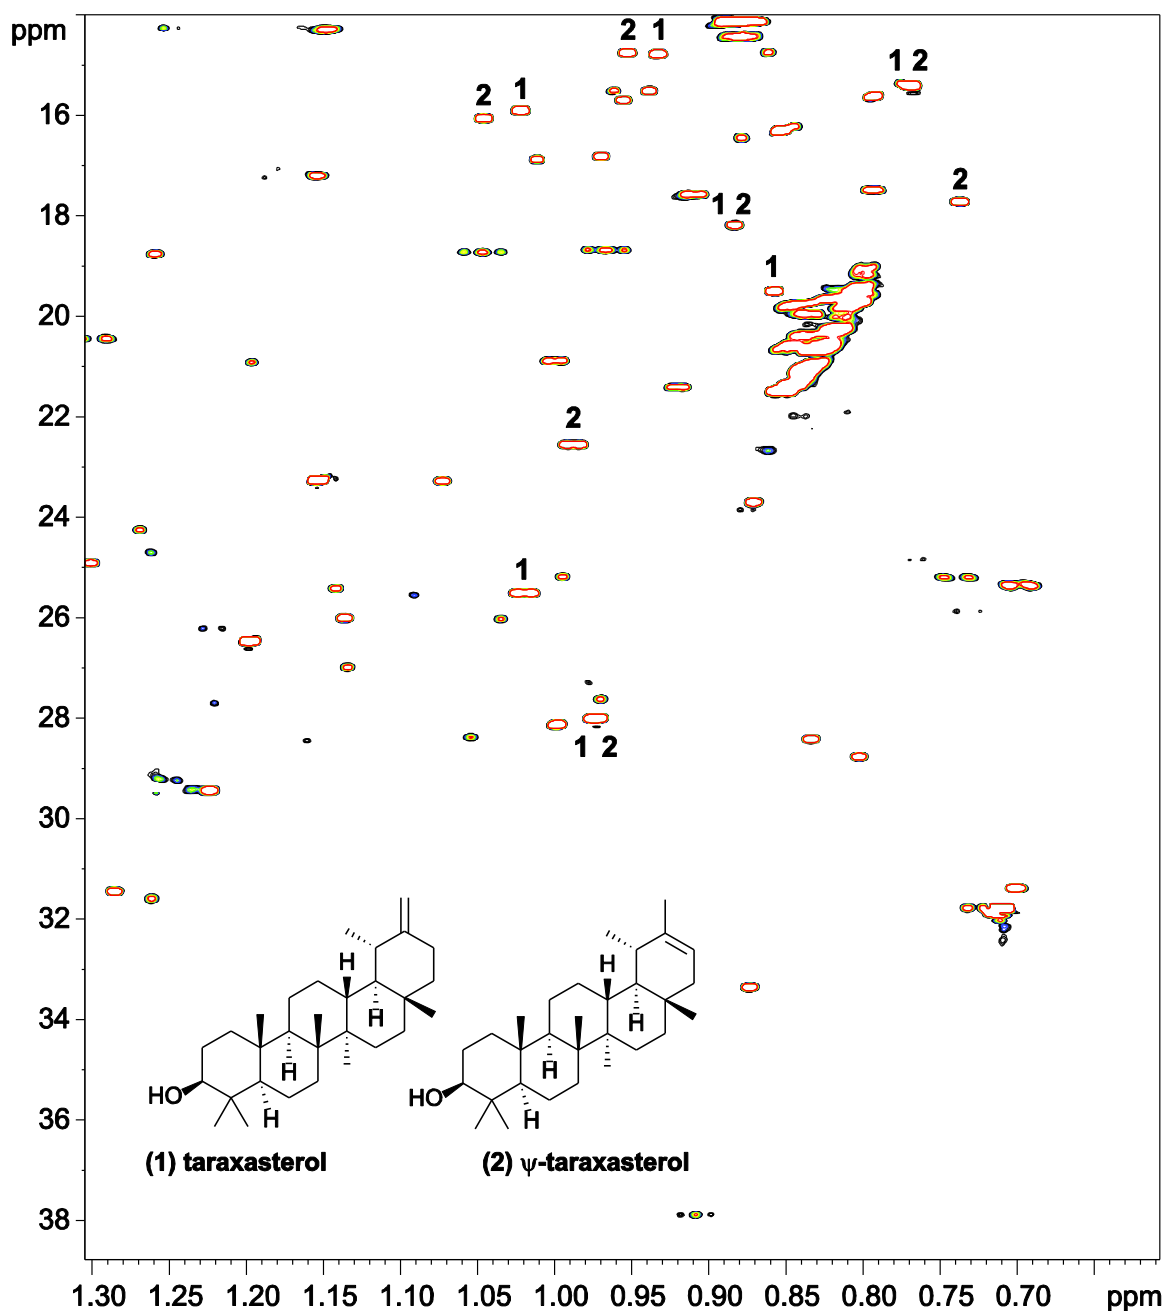 ppm
2 1
1 2
2 1
16
2
18
1 2
1
20
22
2
24
1
26
28
1 2
30
32
H H
34
H H
H H
HO HO
36
H H
(1) taraxasterol (2) ψ-taraxasterol
38
1.30 1.25 1.20 1.15 1.10 1.05 1.00 0.95 0.90 0.85 0.80 0.75 0.70 ppm